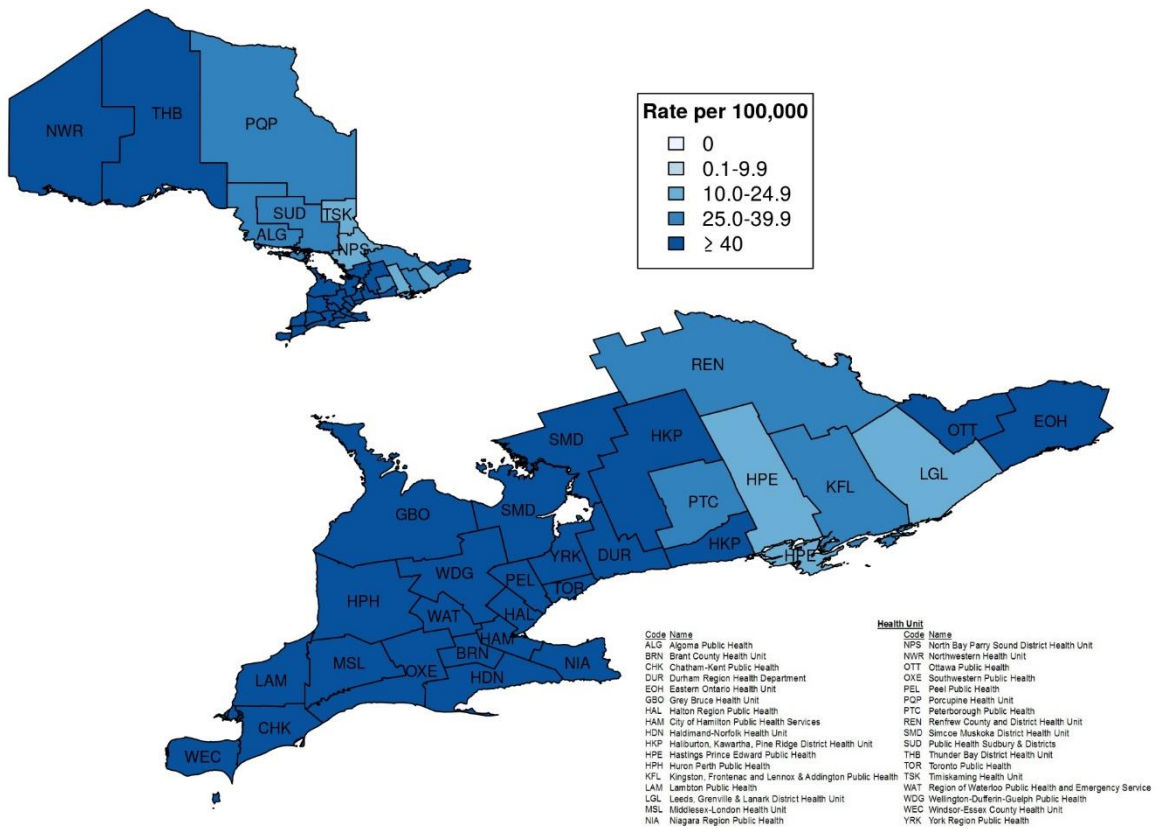 NWR
THB
PQP
SUD
TSK
ALG
NPS
Rate per 100,000
0
0.1-9.9
10.0-24.9
25.0-39.9
≥ 40
REN
SMD
HKP
OTT
EOH
LGL
HPE
KFL
PTC
GBO
SMD
HKP
HPE
YRK
DUR
WDG
PEL
TOR
HPH
WAT
HAL
HAM
BRN
NIA
MSL
OXE
HDN
LAM
CHK
WEC
Health Unit
Code Name
ALG Algoma Public Health
BRN Brant County Health Unit
CHK Chatham-Kent Public Health
DUR Durham Region Health Department
EOH Eastern Ontario Health Unit
GBO Grey Bruce Health Unit
HAL Halton Region Public Health
HAM City of Hamilton Public Health Services
HDN Haldimand-Norfolk Health Unit
HKP Haliburton, Kawartha, Pine Ridge District Health Unit
HPE Hastings Prince Edward Public Health
HPH Huron Perth Public Health
KFL Kingston, Frontenac and Lennox & Addington Public Health
LAM Lambton Public Health
LGL Leeds, Grenville & Lanark District Health Unit
MSL Middlesex-London Health Unit
NIA Niagara Region Public Health
Code Name
NPS North Bay Parry Sound District Health Unit
NWR Northwestern Health Unit
OTT Ottawa Public Health
OXE Southwestern Public Health
PEL Peel Public Health
PQP Porcupine Health Unit
PTC Peterborough Public Health
REN Renfrew County and District Health Unit
SMD Simcoe Muskoka District Health Unit
SUD Public Health Sudbury & Districts
THB Thunder Bay District Health Unit
TOR Toronto Public Health
TSK Timiskaming Health Unit
WAT Region of Waterloo Public Health and Emergency Service
WDG Wellington-Dufferin-Guelph Public Health
WEC Windsor-Essex County Health Unit
YRK York Region Public Health